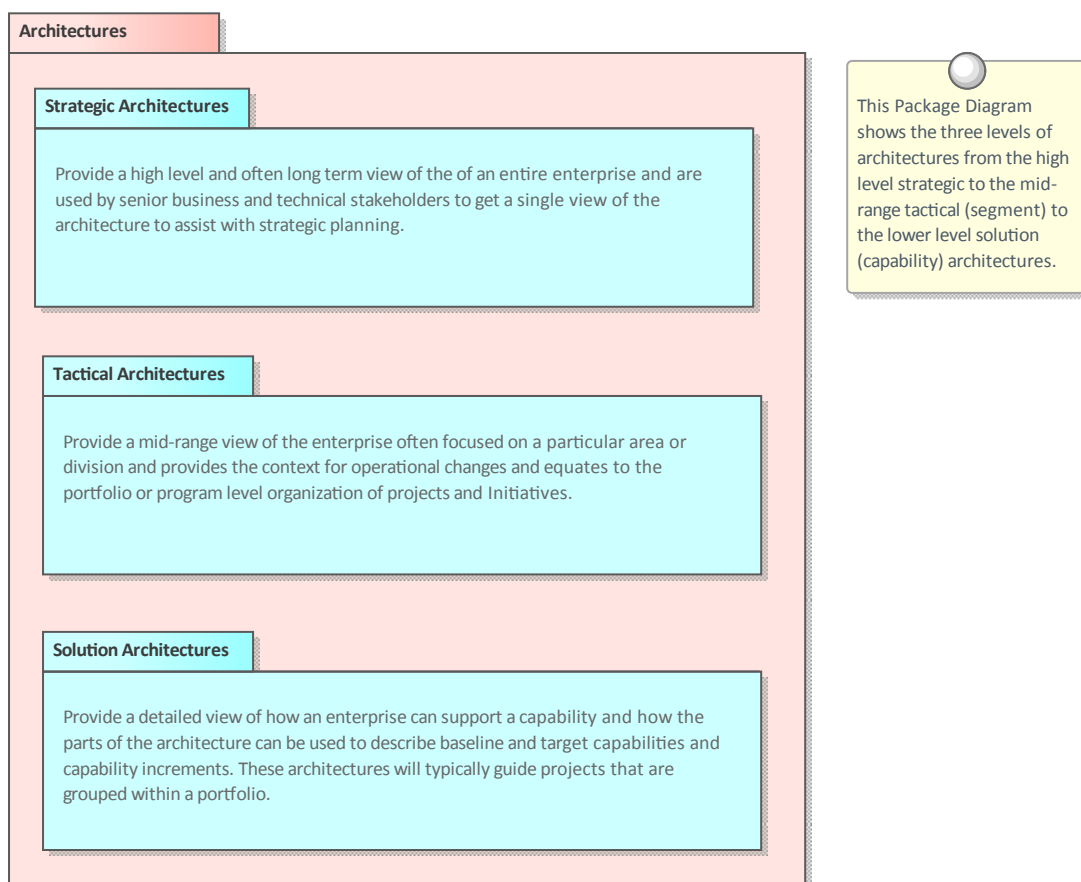 Architectures
Strategic Architectures
Provide a high level and often long term view of the of an entire enterprise and are
used by senior business and technical stakeholders to get a single view of the
architecture to assist with strategic planning.
Tactical Architectures
Provide a mid-range view of the enterprise often focused on a particular area or
division and provides the context for operational changes and equates to the
portfolio or program level organization of projects and Initiatives.
Solution Architectures
Provide a detailed view of how an enterprise can support a capability and how the
parts of the architecture can be used to describe baseline and target capabilities and
capability increments. These architectures will typically guide projects that are
grouped within a portfolio.
This Package Diagram
shows the three levels of
architectures from the high
level strategic to the mid-
range tactical (segment) to
the lower level solution
(capability) architectures.